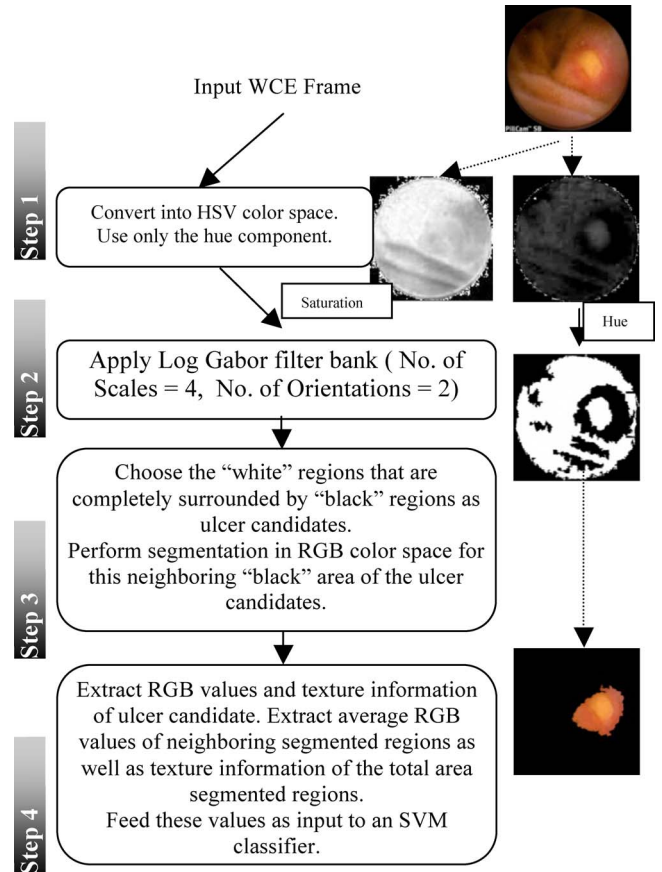 Input WCE Frame
PillCam™ SB
Step 1
Convert into HSV color space.
Use only the hue component.
Saturation
Hue
Step 2
Apply Log Gabor filter bank ( No. of
Scales = 4, No. of Orientations = 2)
Step 3
Choose the “white” regions that are
completely surrounded by “black” regions as
ulcer candidates.
Perform segmentation in RGB color space for
this neighboring “black” area of the ulcer
candidates.
Step 4
Extract RGB values and texture information
of ulcer candidate. Extract average RGB
values of neighboring segmented regions as
well as texture information of the total area
segmented regions.
Feed these values as input to an SVM
classifier.